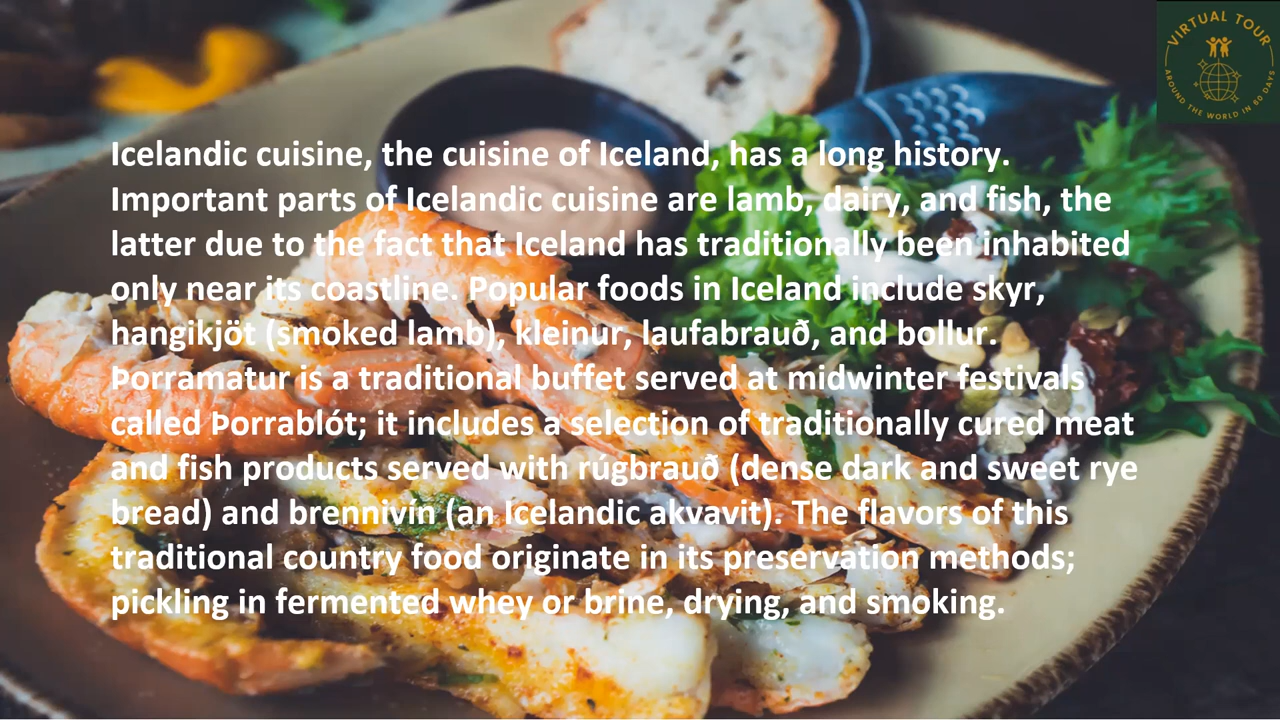 VIRTUAL TOUR
AROUND THE WORLD IN 80 DAYS
Icelandic cuisine, the cuisine of Iceland, has a long history.
Important parts of Icelandic cuisine are lamb, dairy, and fish, the
latter due to the fact that Iceland has traditionally been inhabited
only near its coastline. Popular foods in Iceland include skyr,
hangikjöt (smoked lamb), kleinur, laufabrauð, and bollur.
Þorramatur is a traditional buffet served at midwinter festivals
called Þorrablót; it includes a selection of traditionally cured meat
and fish products served with rúgbrauð (dense dark and sweet rye
bread) and brennivín (an Icelandic akvavit). The flavors of this
traditional country food originate in its preservation methods;
pickling in fermented whey or brine, drying, and smoking.